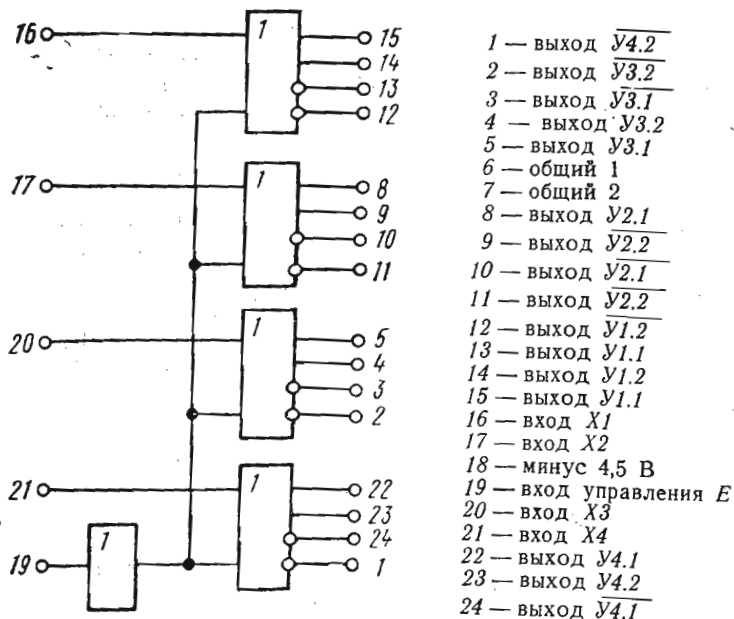 16
1
15
14
13
12
17
1
8
9
10
11
20
1
5
4
3
2
21
1
22
23
24
1
19
1
1 — выход У4.2
2 — выход У3.2
3 — выход У3.1
4 — выход У3.2
5 — выход У3.1
6 — общий 1
7 — общий 2
8 — выход У2.1
9 — выход У2.2
10 — выход У2.1
11 — выход У2.2
12 — выход У1.2
13 — выход У1.1
14 — выход У1.2
15 — выход У1.1
16 — вход X1
17 — вход X2
18 — минус 4,5 В
19 — вход управления E
20 — вход X3
21 — вход X4
22 — выход У4.1
23 — выход У4.2
24 — выход У4.1